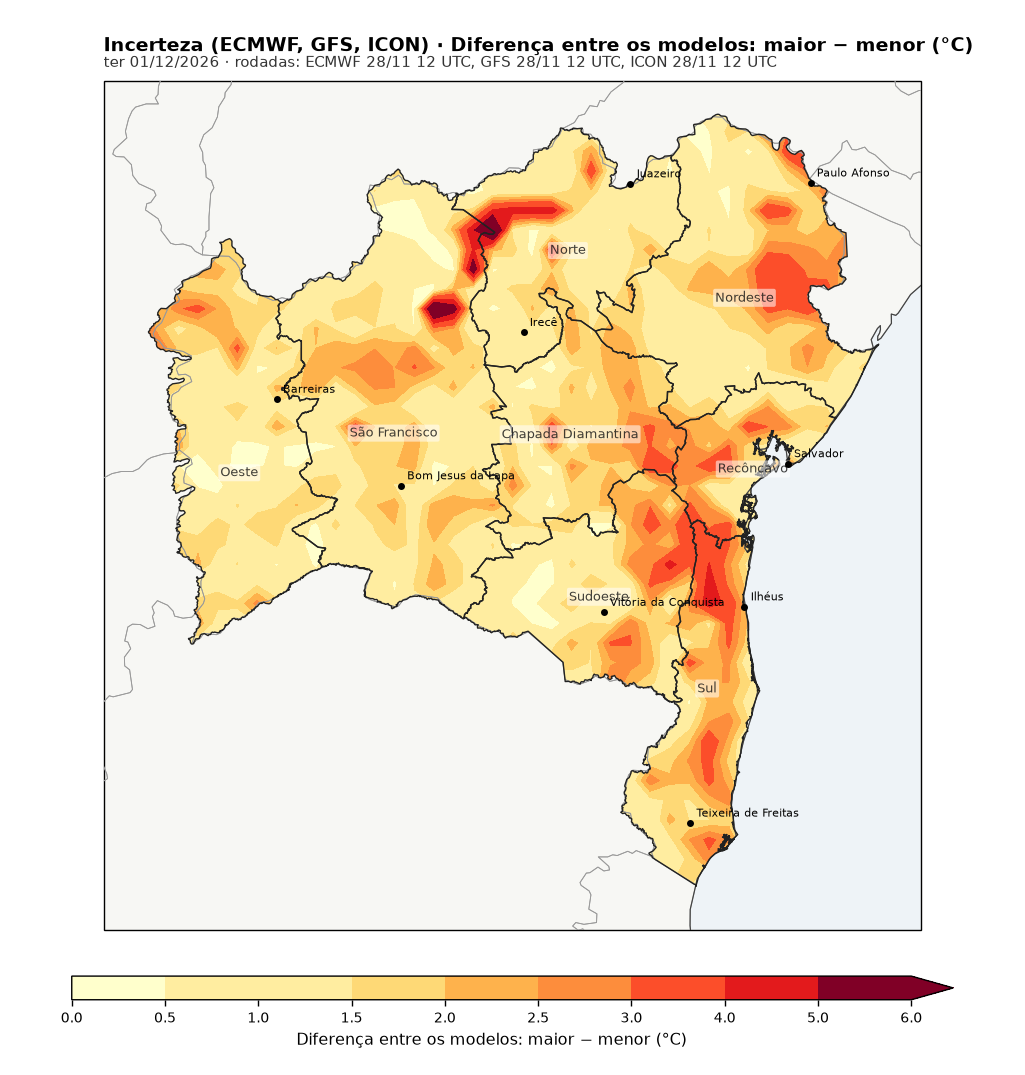 Incerteza (ECMWF, GFS, ICON) · Diferença entre os modelos: maior − menor (°C)
ter 01/12/2026 · rodadas: ECMWF 28/11 12 UTC, GFS 28/11 12 UTC, ICON 28/11 12 UTC
Juazeiro
Paulo Afonso
Norte
Nordeste
Irecê
Barreiras
São Francisco
Chapada Diamantina
Salvador
Oeste
Recôncavo
Bom Jesus da Lapa
Sudoeste
Vitória da Conquista
Ilhéus
Sul
Teixeira de Freitas
0.0 0.5 1.0 1.5 2.0 2.5 3.0 4.0 5.0 6.0
Diferença entre os modelos: maior − menor (°C)